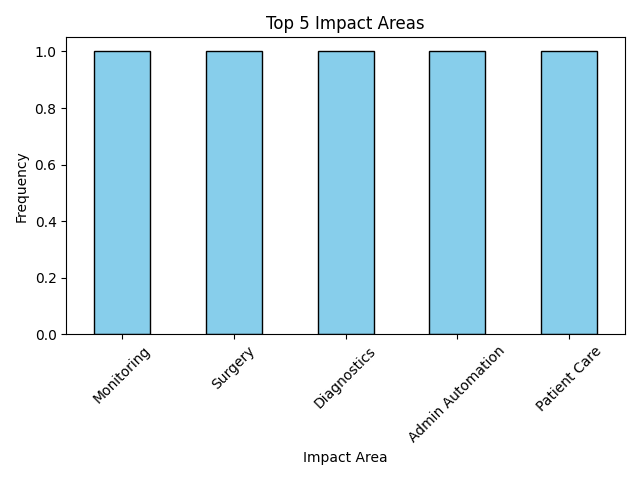 Top 5 Impact Areas
Frequency
1.0
0.8
0.6
0.4
0.2
0.0
Monitoring
Surgery
Diagnostics
Admin Automation
Patient Care
Impact Area